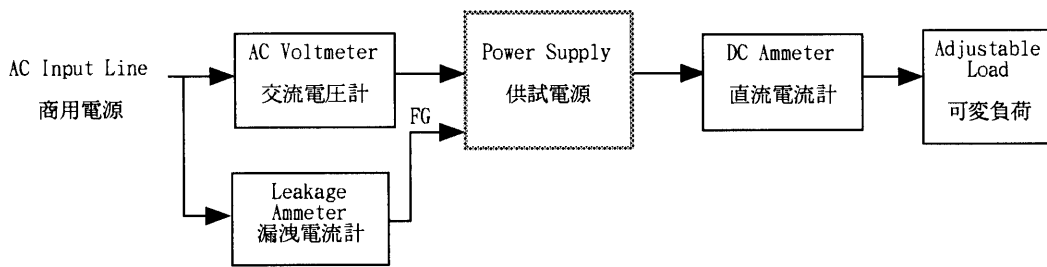 AC Input Line
商用電源
AC Voltmeter
交流電圧計
Leakage
Ammeter
漏洩電流計
FG
Power Supply
供試電源
DC Ammeter
直流電流計
Adjustable
Load
可変負荷